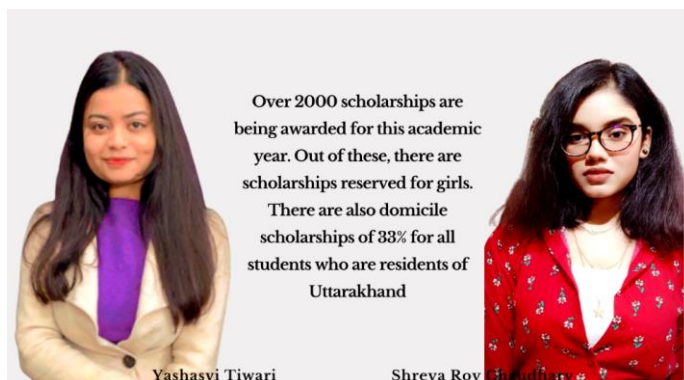 Over 2000 scholarships are
being awarded for this academic
year. Out of these, there are
scholarships reserved for girls.
There are also domicile
scholarships of 33% for all
students who are residents of
Uttarakhand
Yashasvi Tiwari
Shreya Roy Chaudhary